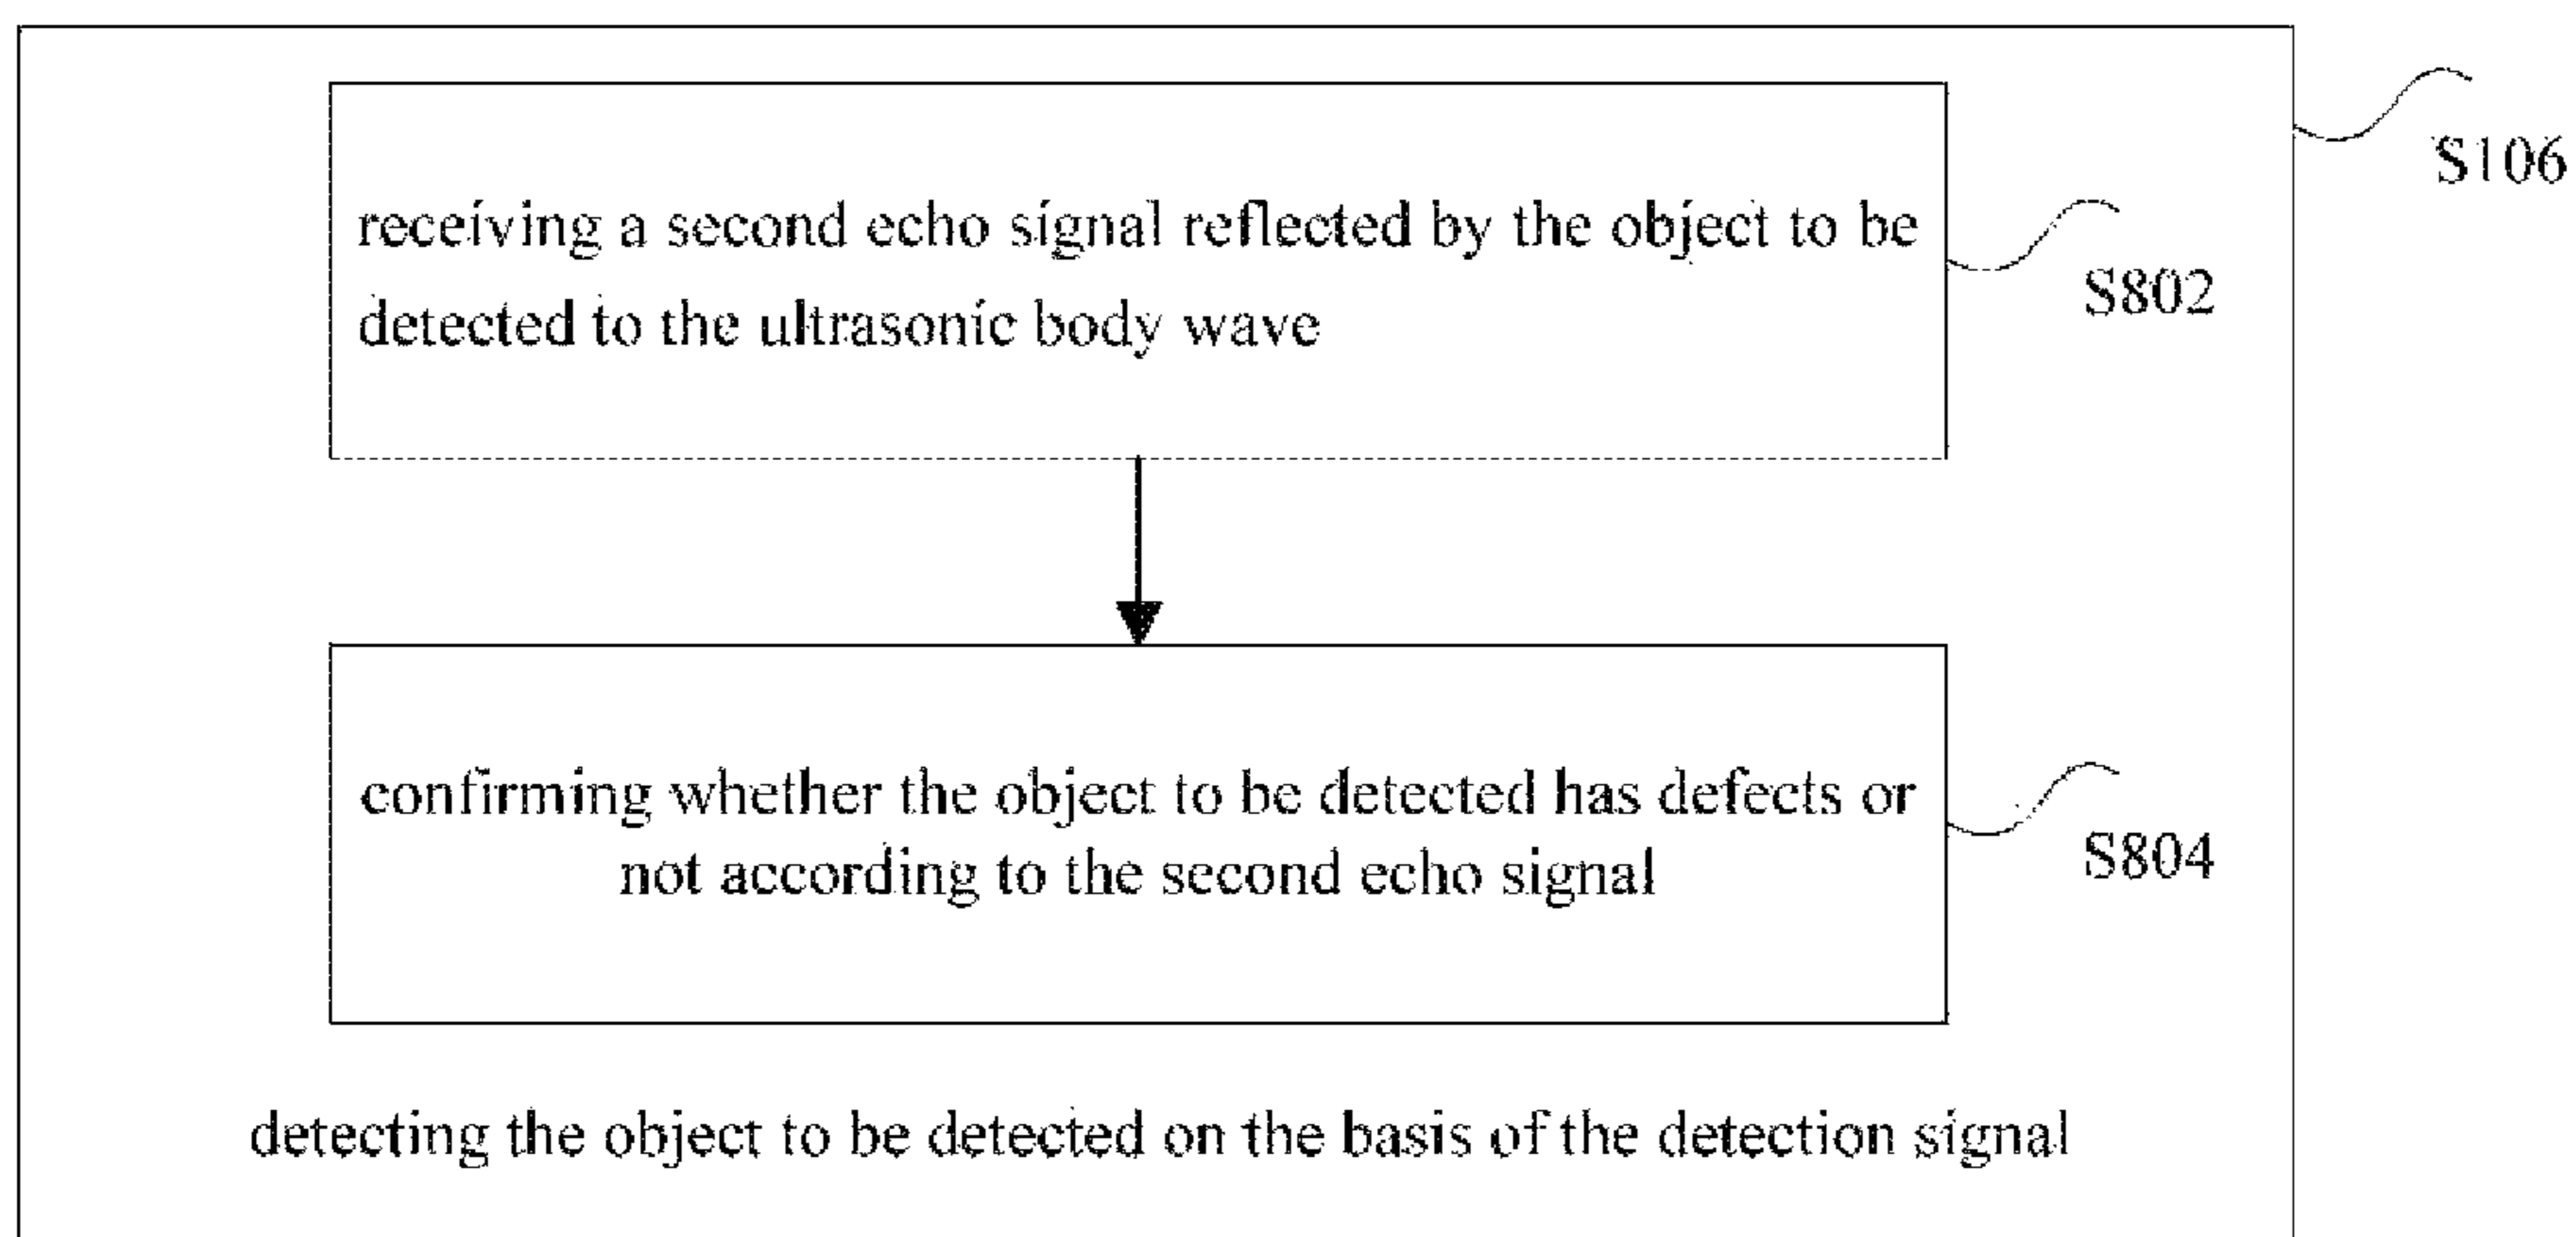 S106
receiving a second echo signal reflected by the object to be
detected to the ultrasonic body wave
S802
confirming whether the object to be detected has defects or
not according to the second echo signal
S804
detecting the object to be detected on the basis of the detection signal